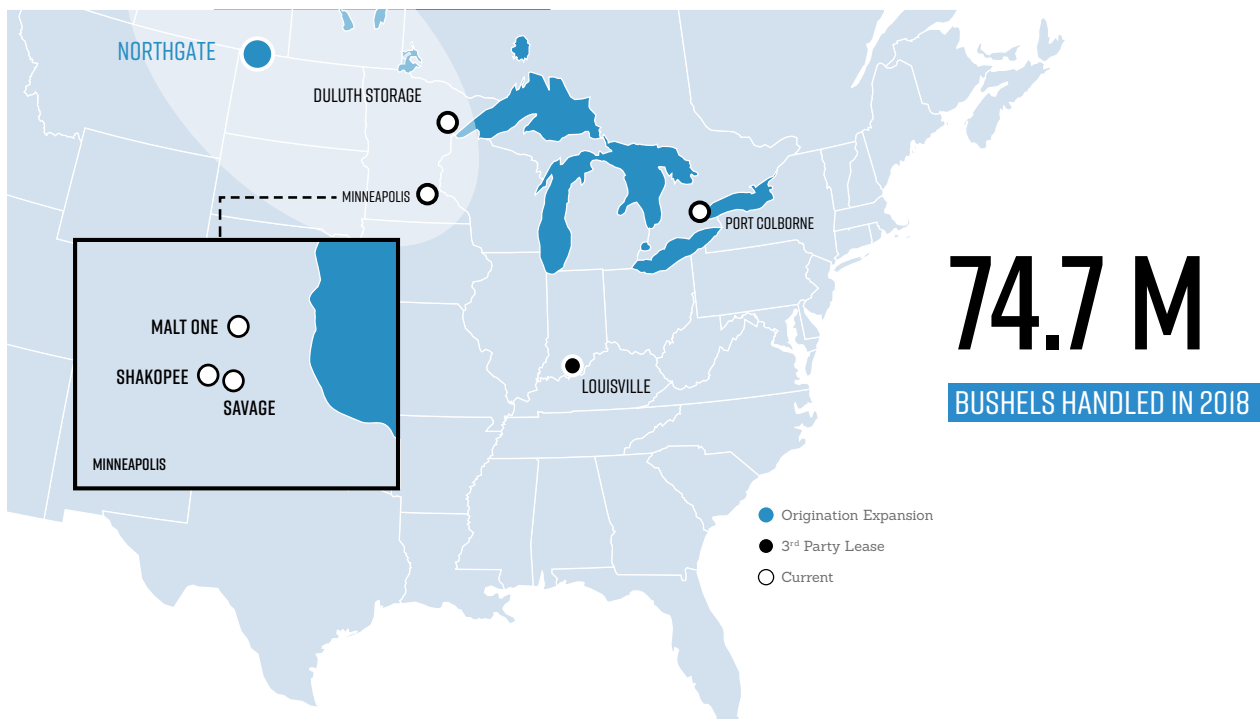 NORTHGATE
DULUTH STORAGE
MINNEAPOLIS
PORT COLBORNE
MALT ONE
SHAKOPEE
SAVAGE
MINNEAPOLIS
LOUISVILLE
74.7 M
BUSHELS HANDLED IN 2018
Origination Expansion
3rd Party Lease
Current